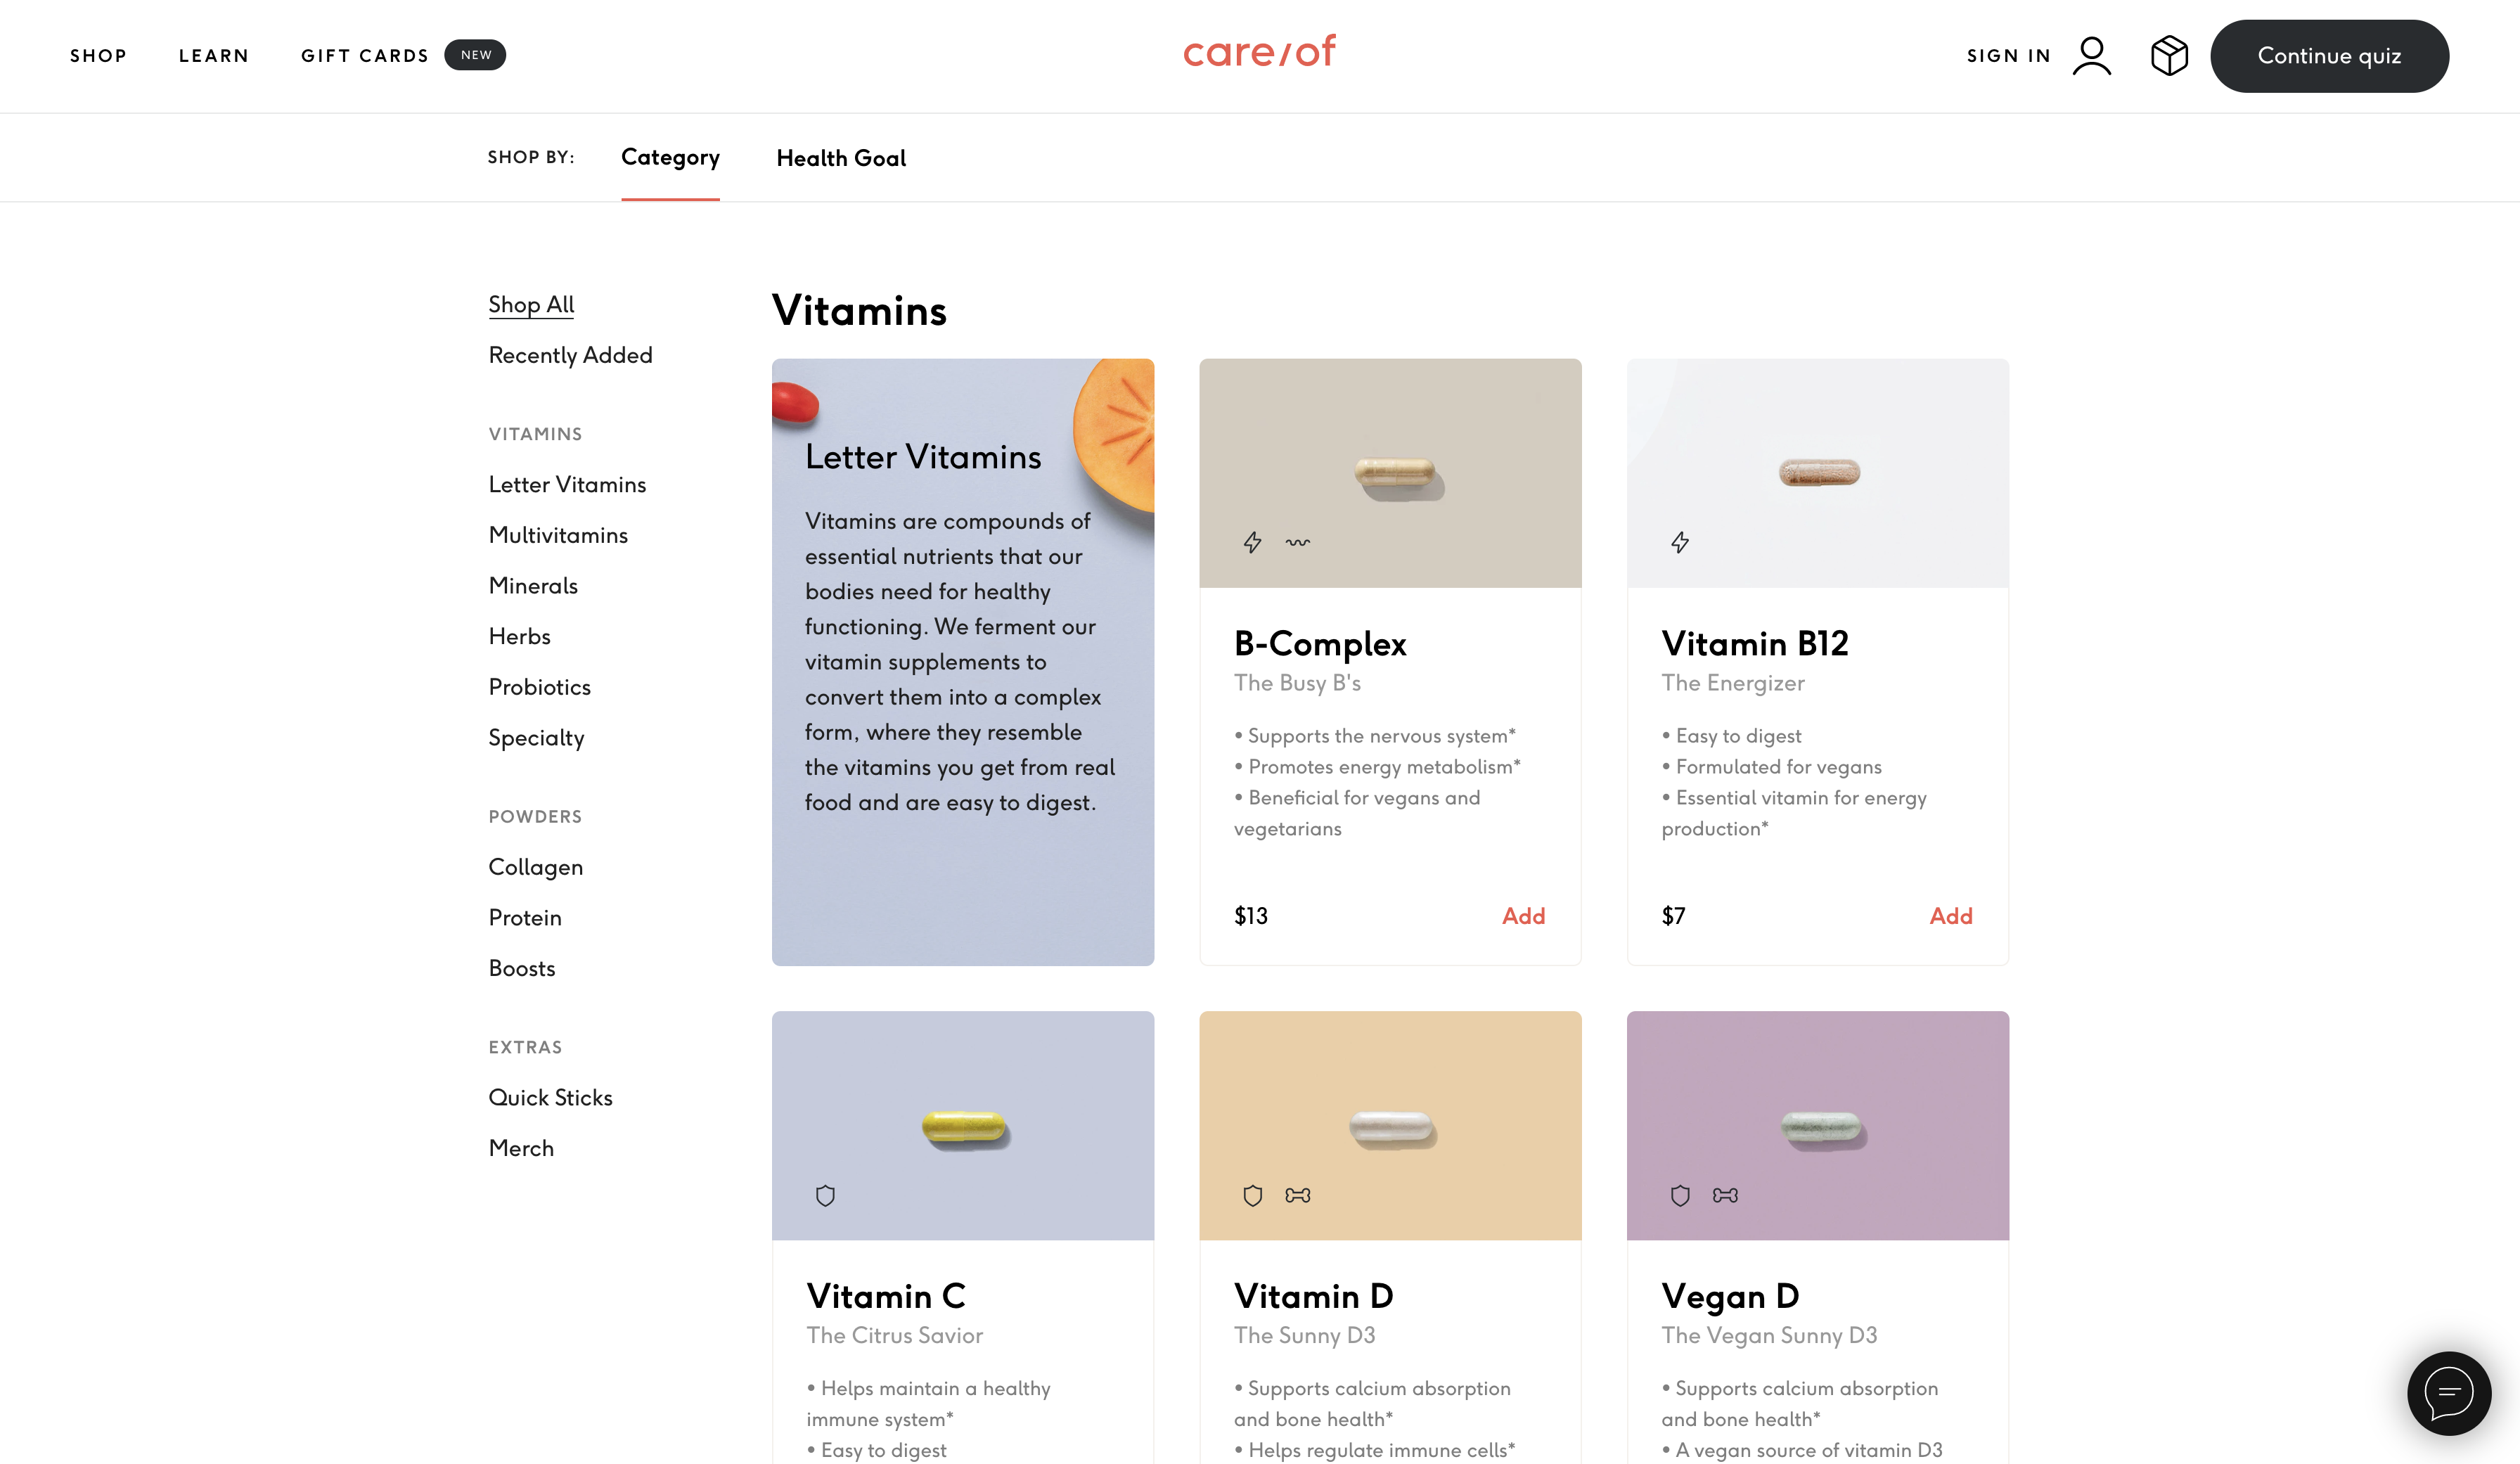 SHOP
LEARN
GIFT CARDS
NEW
care/of
SIGN IN
Continue quiz
SHOP BY:
Category
Health Goal
Shop All
Recently Added
VITAMINS
Letter Vitamins
Multivitamins
Minerals
Herbs
Probiotics
Specialty
POWDERS
Collagen
Protein
Boosts
EXTRAS
Quick Sticks
Merch
Vitamins
Letter Vitamins
Vitamins are compounds of
essential nutrients that our
bodies need for healthy
functioning. We ferment our
vitamin supplements to
convert them into a complex
form, where they resemble
the vitamins you get from real
food and are easy to digest.
B-Complex
The Busy B's
• Supports the nervous system*
• Promotes energy metabolism*
• Beneficial for vegans and
vegetarians
$13
Add
Vitamin B12
The Energizer
• Easy to digest
• Formulated for vegans
• Essential vitamin for energy
production*
$7
Add
Vitamin C
The Citrus Savior
• Helps maintain a healthy
immune system*
• Easy to digest
Vitamin D
The Sunny D3
• Supports calcium absorption
and bone health*
• Helps regulate immune cells*
Vegan D
The Vegan Sunny D3
• Supports calcium absorption
and bone health*
• A vegan source of vitamin D3